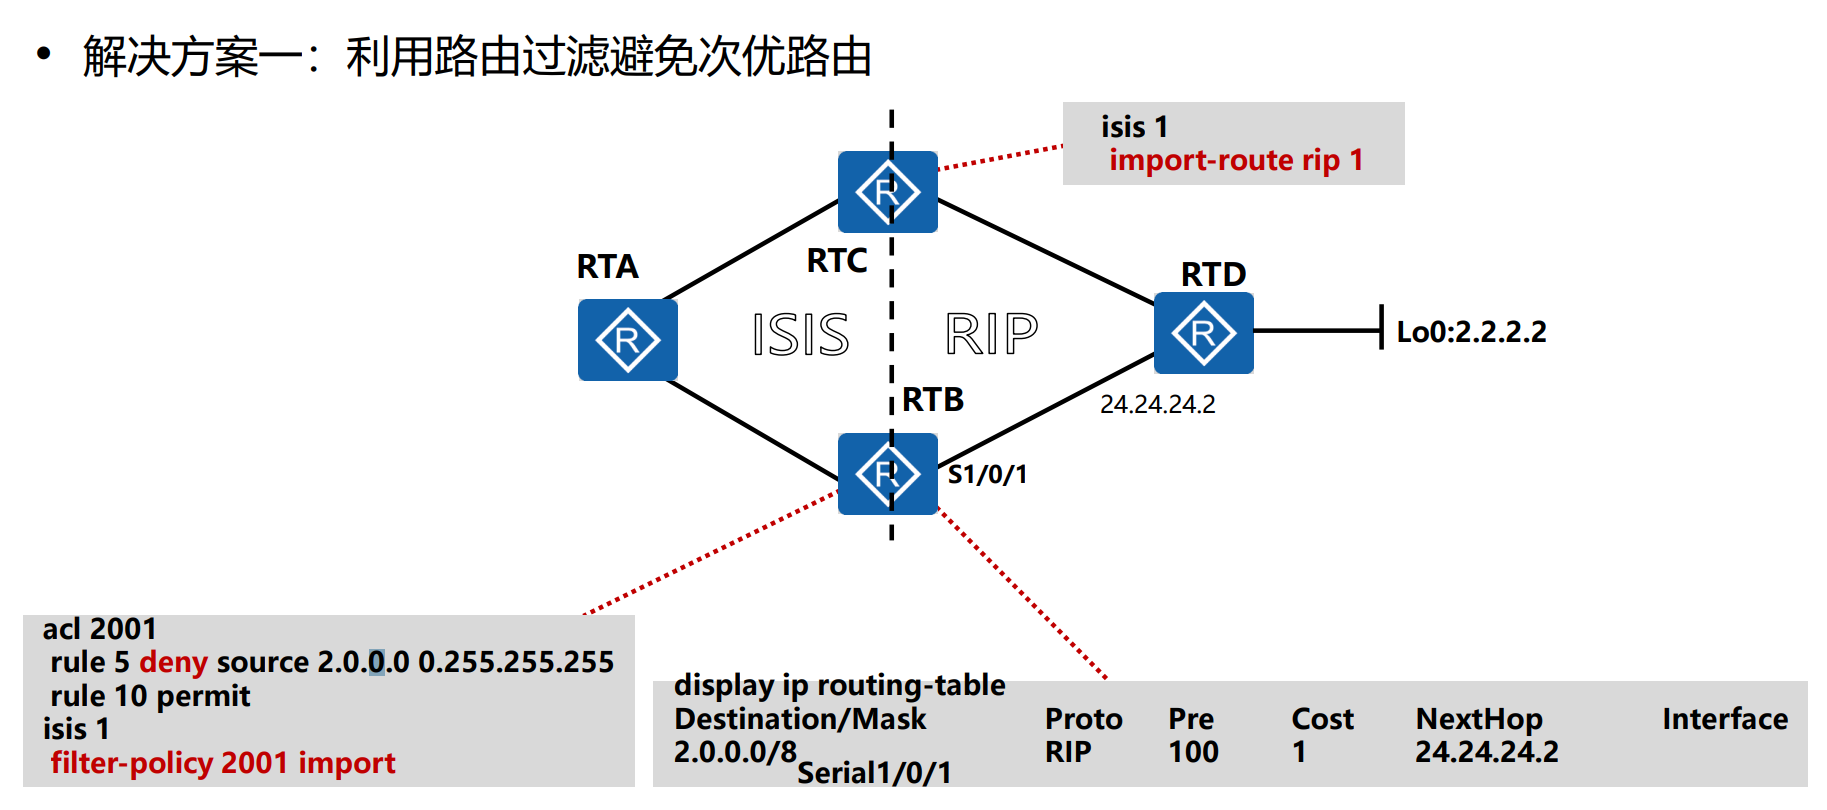 • 解决方案一：利用路由过滤避免次优路由
isis 1
import-route rip 1
R
RTC
RTA
R
ISIS
RIP
RTD
R
Lo0:2.2.2.2
RTB
24.24.24.2
R
S1/0/1
acl 2001
rule 5 deny source 2.0.0.0 0.255.255.255
rule 10 permit
isis 1
filter-policy 2001 import
display ip routing-table
Destination/Mask Proto Pre Cost NextHop Interface
2.0.0.0/8 RIP 100 1 24.24.24.2
Serial1/0/1